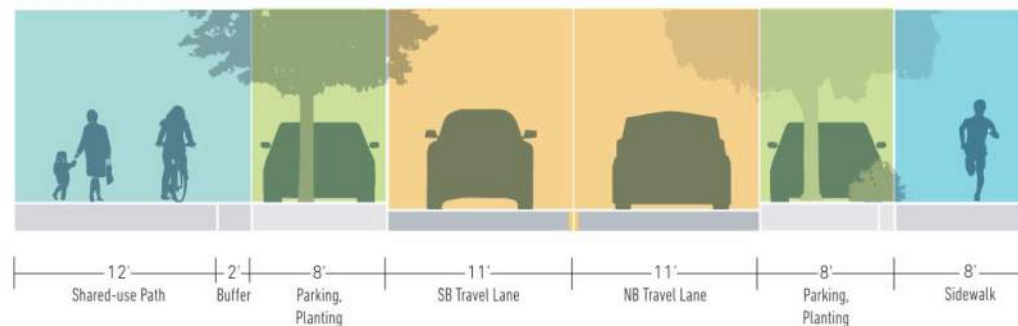 12' 2' 8' 11' 11' 8' 8'
Shared-use Path Buffer Parking, SB Travel Lane NB Travel Lane Parking, Sidewalk
Planting Planting